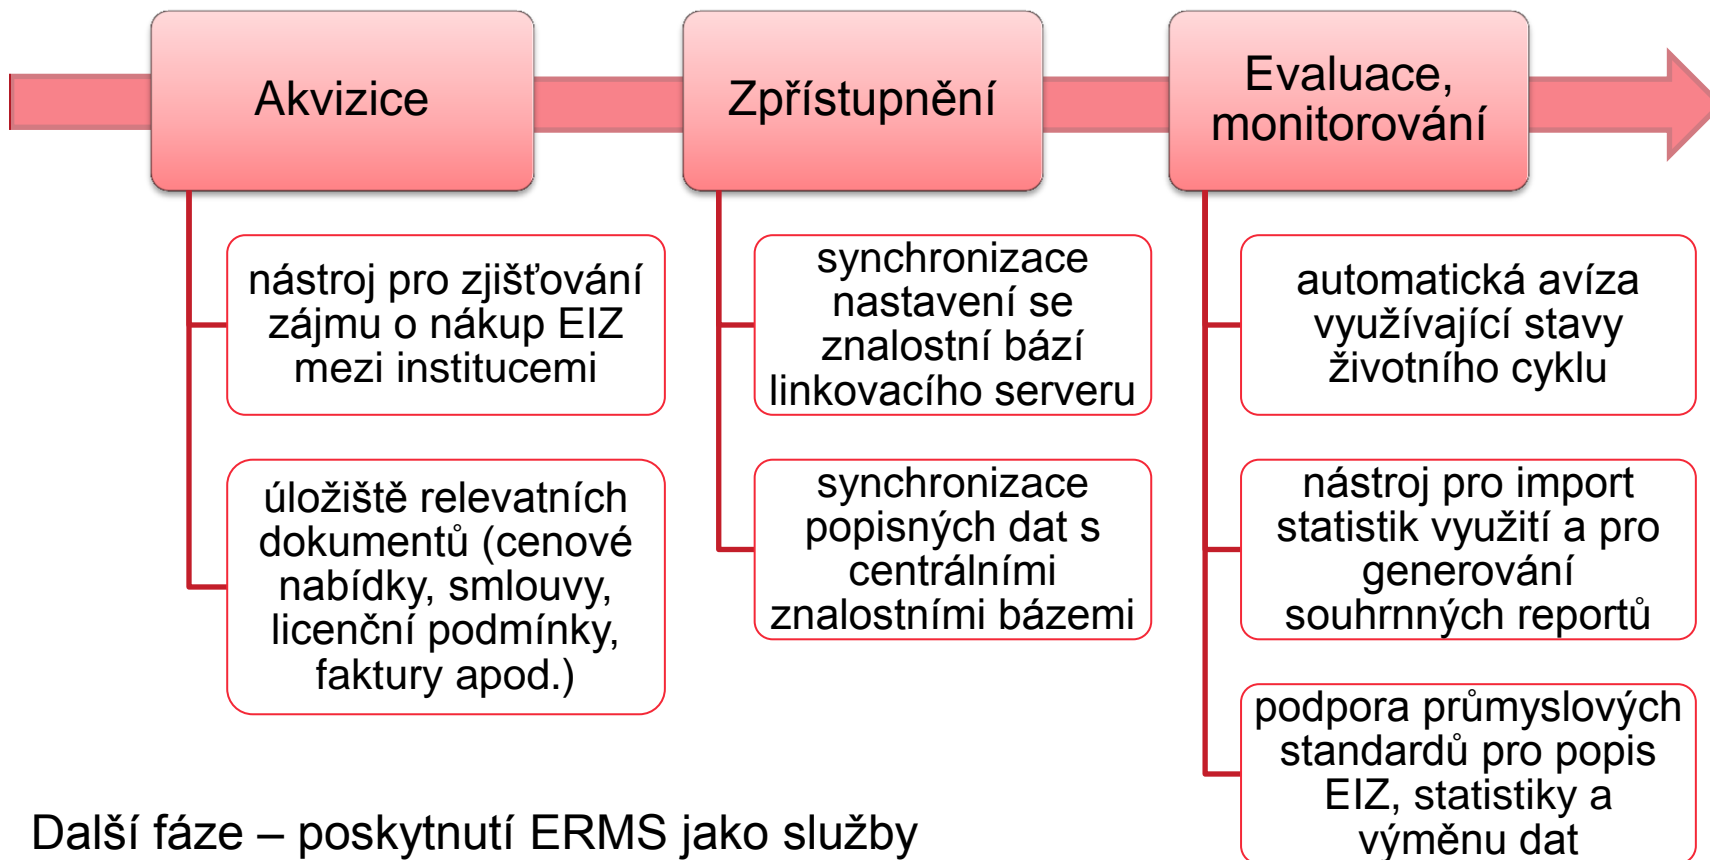 Akvizice
nástroj pro zjišťování
zájmu o nákup EIZ
mezi institucemi
úložiště relevatních
dokumentů (cenové
nabídky, smlouvy,
licenční podmínky,
faktury apod.)
Zpřístupnění
synchronizace
nastavení se
znalostní bází
linkovacího serveru
synchronizace
popisných dat s
centrálními
znalostními bázemi
Evaluace,
monitorování
automatická avíza
využívající stavy
životního cyklu
nástroj pro import
statistik využití a pro
generování
souhrnných reportů
podpora průmyslových
standardů pro popis
EIZ, statistiky a
výměnu dat
Další fáze – poskytnutí ERMS jako služby